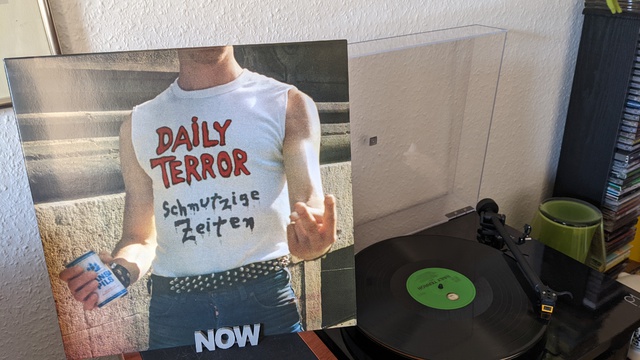 DAILY
TERROR
Schmutzige
Zeiten
NOW